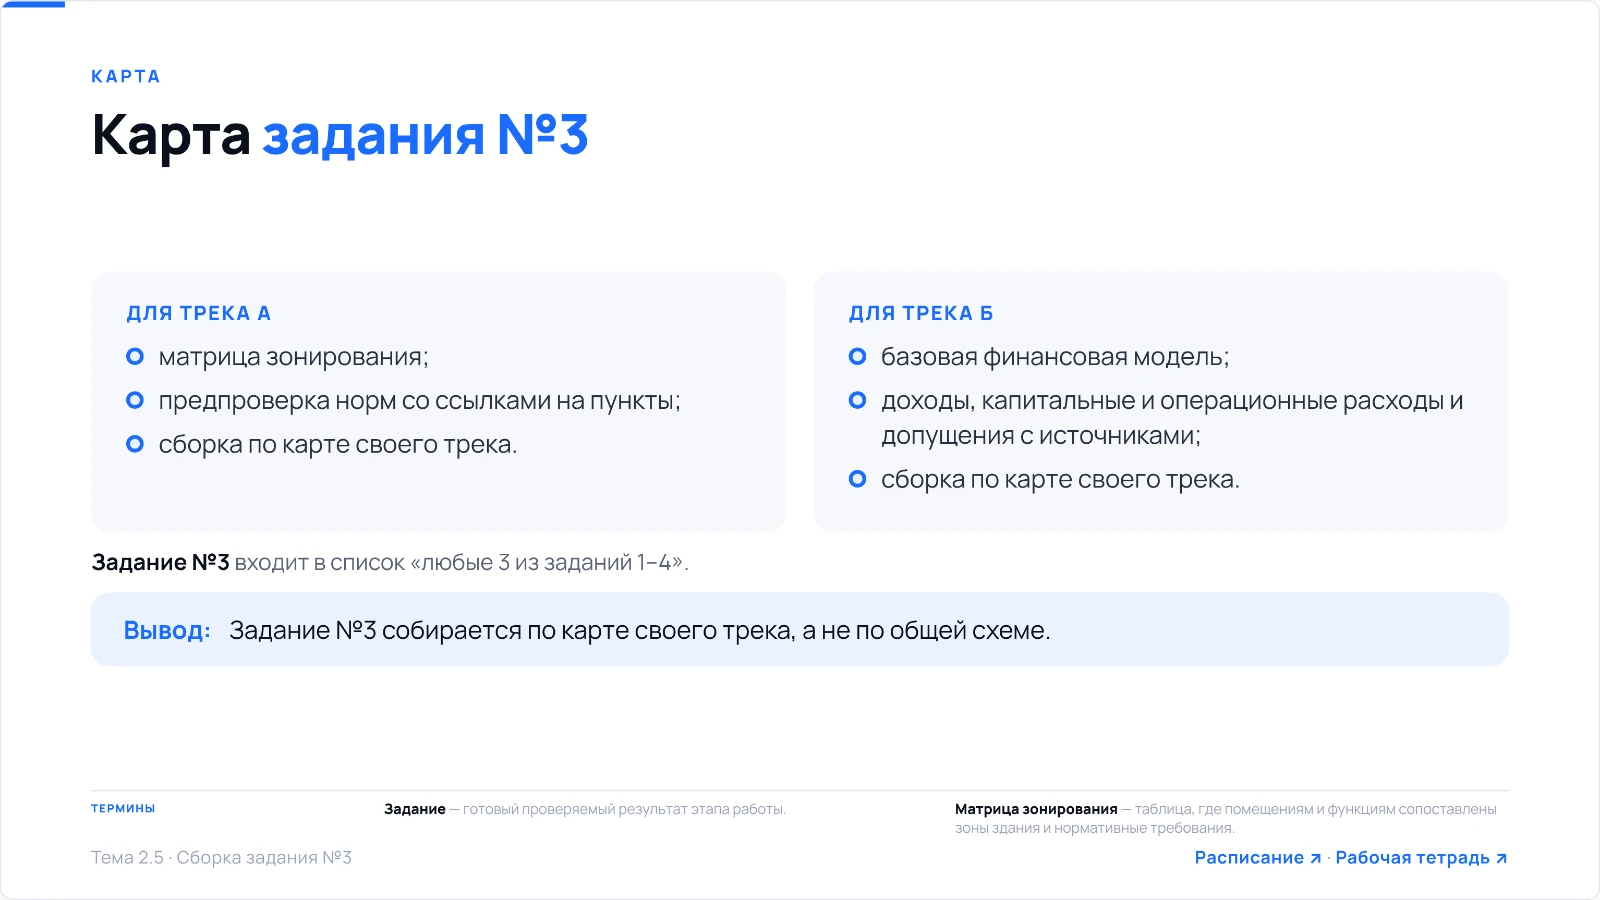 КАРТА
Карта задания №3
ДЛЯ ТРЕКА А
матрица зонирования;
предпроверка норм со ссылками на пункты;
сборка по карте своего трека.
ДЛЯ ТРЕКА Б
базовая финансовая модель;
доходы, капитальные и операционные расходы и
допущения с источниками;
сборка по карте своего трека.
Задание №3 входит в список «любые 3 из заданий 1–4».
Вывод: Задание №3 собирается по карте своего трека, а не по общей схеме.
ТЕРМИНЫ
Задание — готовый проверяемый результат этапа работы.
Матрица зонирования — таблица, где помещениям и функциям сопоставлены
зоны здания и нормативные требования.
Тема 2.5 · Сборка задания №3
Расписание ↗ · Рабочая тетрадь ↗